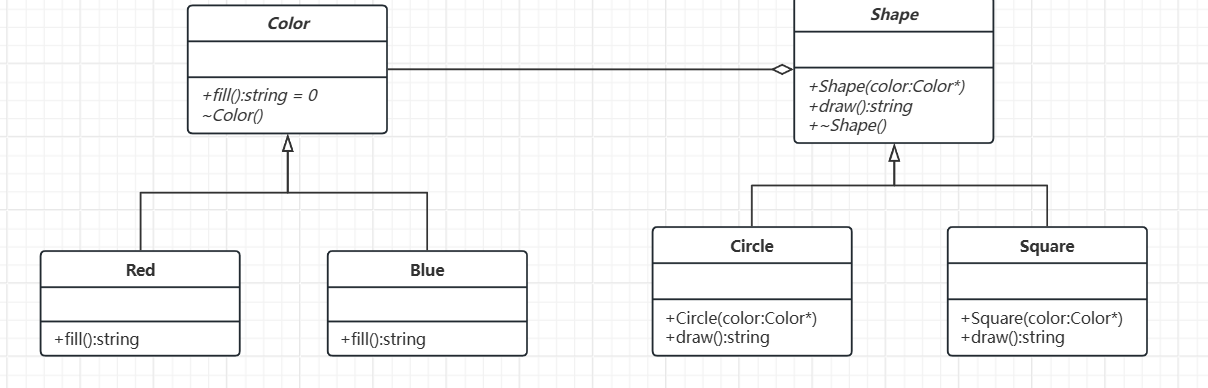 Color
+fill():string = 0
~Color()
Shape
+Shape(color:Color*)
+draw():string
+~Shape()
Red
+fill():string
Blue
+fill():string
Circle
+Circle(color:Color*)
+draw():string
Square
+Square(color:Color*)
+draw():string